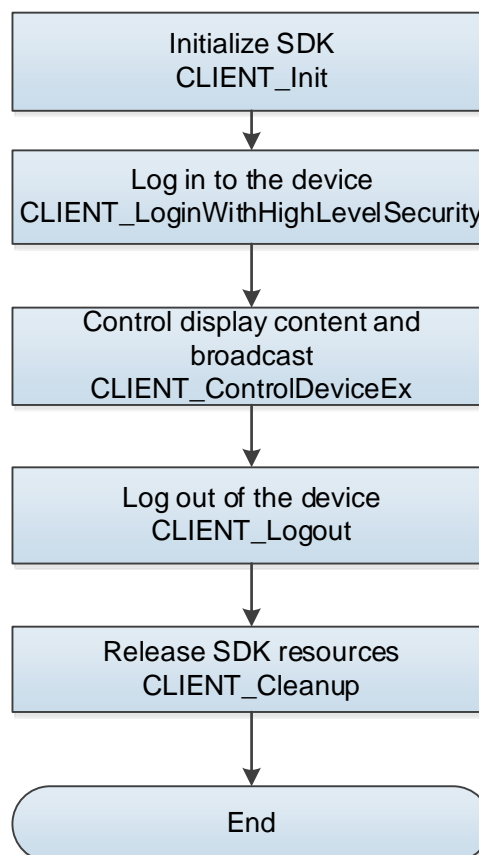 Initialize SDK
CLIENT_Init
Log in to the device
CLIENT_LoginWithHighLevelSecurity
Control display content and
broadcast
CLIENT_ControlDeviceEx
Log out of the device
CLIENT_Logout
Release SDK resources
CLIENT_Cleanup
End